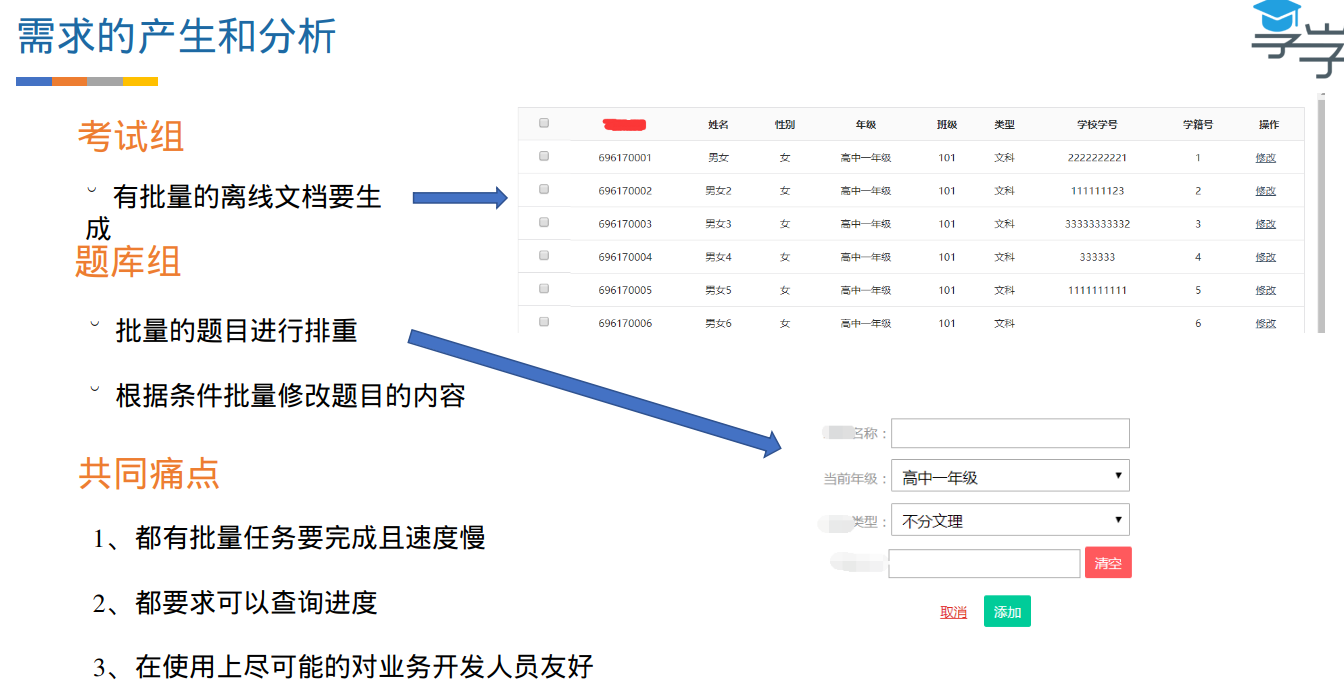 需求的产生和分析
学学
考试组
有批量的离线文档要生
成
题库组
批量的题目进行排重
根据条件批量修改题目的内容
共同痛点
1、都有批量任务要完成且速度慢
2、都要求可以查询进度
3、在使用上尽可能的对业务开发人员友好
姓名 性别 年级 班级 类型 学校学号 学籍号 操作
696170001 男女 女 高中一年级 101 文科 2222222221 1 修改
696170002 男女2 女 高中一年级 101 文科 111111123 2 修改
696170003 男女3 女 高中一年级 101 文科 33333333332 3 修改
696170004 男女4 女 高中一年级 101 文科 333333 4 修改
696170005 男女5 女 高中一年级 101 文科 1111111111 5 修改
696170006 男女6 女 高中一年级 101 文科 6 修改
名称：
当前年级： 高中一年级
类型： 不分文理
清空
取消 添加